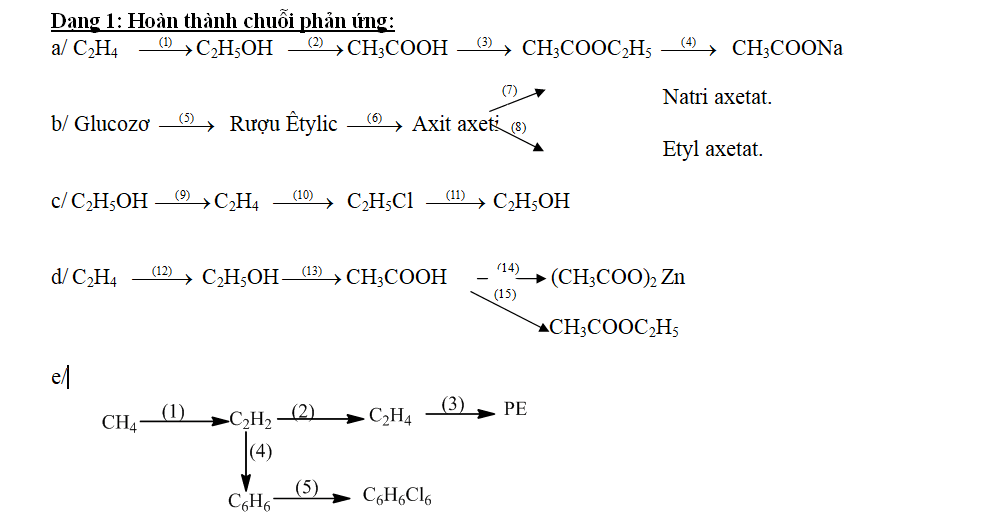 Dạng 1: Hoàn thành chuỗi phản ứng:
a/ C₂H₄ (1) C₂H₅OH (2) CH₃COOH (3) CH₃COOC₂H₅ (4) CH₃COONa
(7) Natri axetat.
b/ Glucozơ (5) Rượu Êtylic (6) Axit axeti (8)
Etyl axetat.
c/ C₂H₅OH (9) C₂H₄ (10) C₂H₅Cl (11) C₂H₅OH
d/ C₂H₄ (12) C₂H₅OH (13) CH₃COOH (14) (CH₃COO)₂ Zn
(15)
CH₃COOC₂H₅
e/
CH₄ (1) C₂H₂ (2) C₂H₄ (3) PE
(4)
C₆H₆ (5) C₆H₆Cl₆